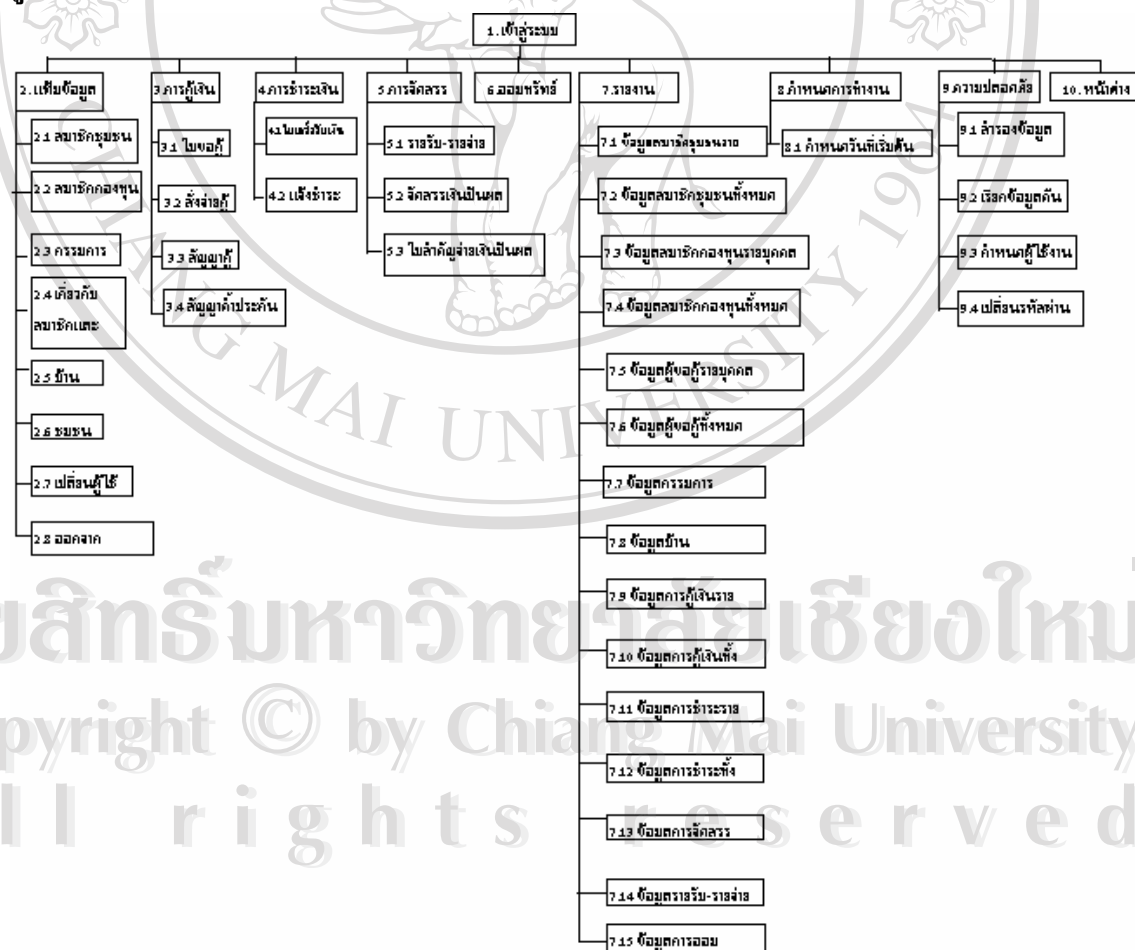 1.เข้าสู่ระบบ
2.แฟ้มข้อมูล
3.การกู้เงิน
4.การชำระเงิน
5.การจัดสรร
6.ออมทรัพย์
7.รายงาน
8.กำหนดการทำงาน
9.ความปลอดภัย
10.หน้าต่าง
2.1 สมาชิกชุมชน
2.2 สมาชิกกองทุน
2.3 กรรมการ
2.4 เกี่ยวกับ
สมาชิกและ
2.5 บ้าน
2.6 ชุมชน
2.7 เปลี่ยนผู้ใช้
2.8 ออกจาก
3.1 ใบขอกู้
3.2 สั่งจ่ายกู้
3.3 สัญญากู้
3.4 สัญญาค้ำประกัน
4.1 ใบเสร็จรับเงิน
4.2 แจ้งชำระ
5.1 รายรับ-รายจ่าย
5.2 จัดสรรเงินปันผล
5.3 ใบสำคัญจ่ายเงินปันผล
7.1 ข้อมูลสมาชิกชุมชนราย
7.2 ข้อมูลสมาชิกชุมชนทั้งหมด
7.3 ข้อมูลสมาชิกกองทุนรายบุคคล
7.4 ข้อมูลสมาชิกกองทุนทั้งหมด
7.5 ข้อมูลผู้ขอกู้รายบุคคล
7.6 ข้อมูลผู้ขอกู้ทั้งหมด
7.7 ข้อมูลกรรมการ
7.8 ข้อมูลบ้าน
7.9 ข้อมูลการกู้เงินราย
7.10 ข้อมูลการกู้เงินทั้ง
7.11 ข้อมูลการชำระราย
7.12 ข้อมูลการชำระทั้ง
7.13 ข้อมูลการจัดสรร
7.14 ข้อมูลรายรับ-รายจ่าย
7.15 ข้อมูลการออม
8.1 กำหนดวันที่เริ่มต้น
9.1 สำรองข้อมูล
9.2 เรียกข้อมูลคืน
9.3 กำหนดผู้ใช้งาน
9.4 เปลี่ยนรหัสผ่าน
CHIANG MAI UNIVERSITY 1964
ยสิทธิ์มหาวิทยาลัยเชียงใหม่
pyright © by Chiang Mai University
ll rights reserved